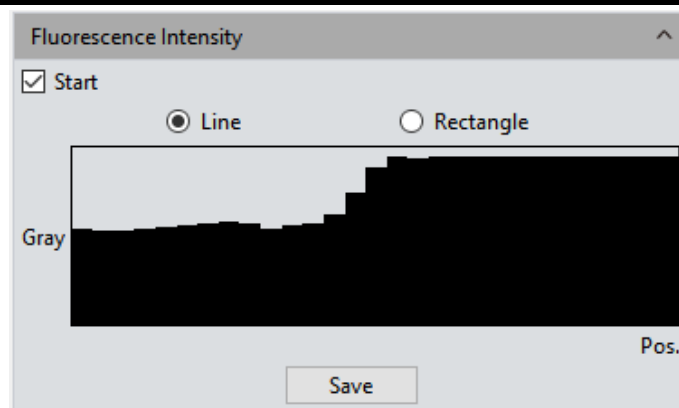 Fluorescence Intensity
Start
Line Rectangle
Gray
Pos.
Save